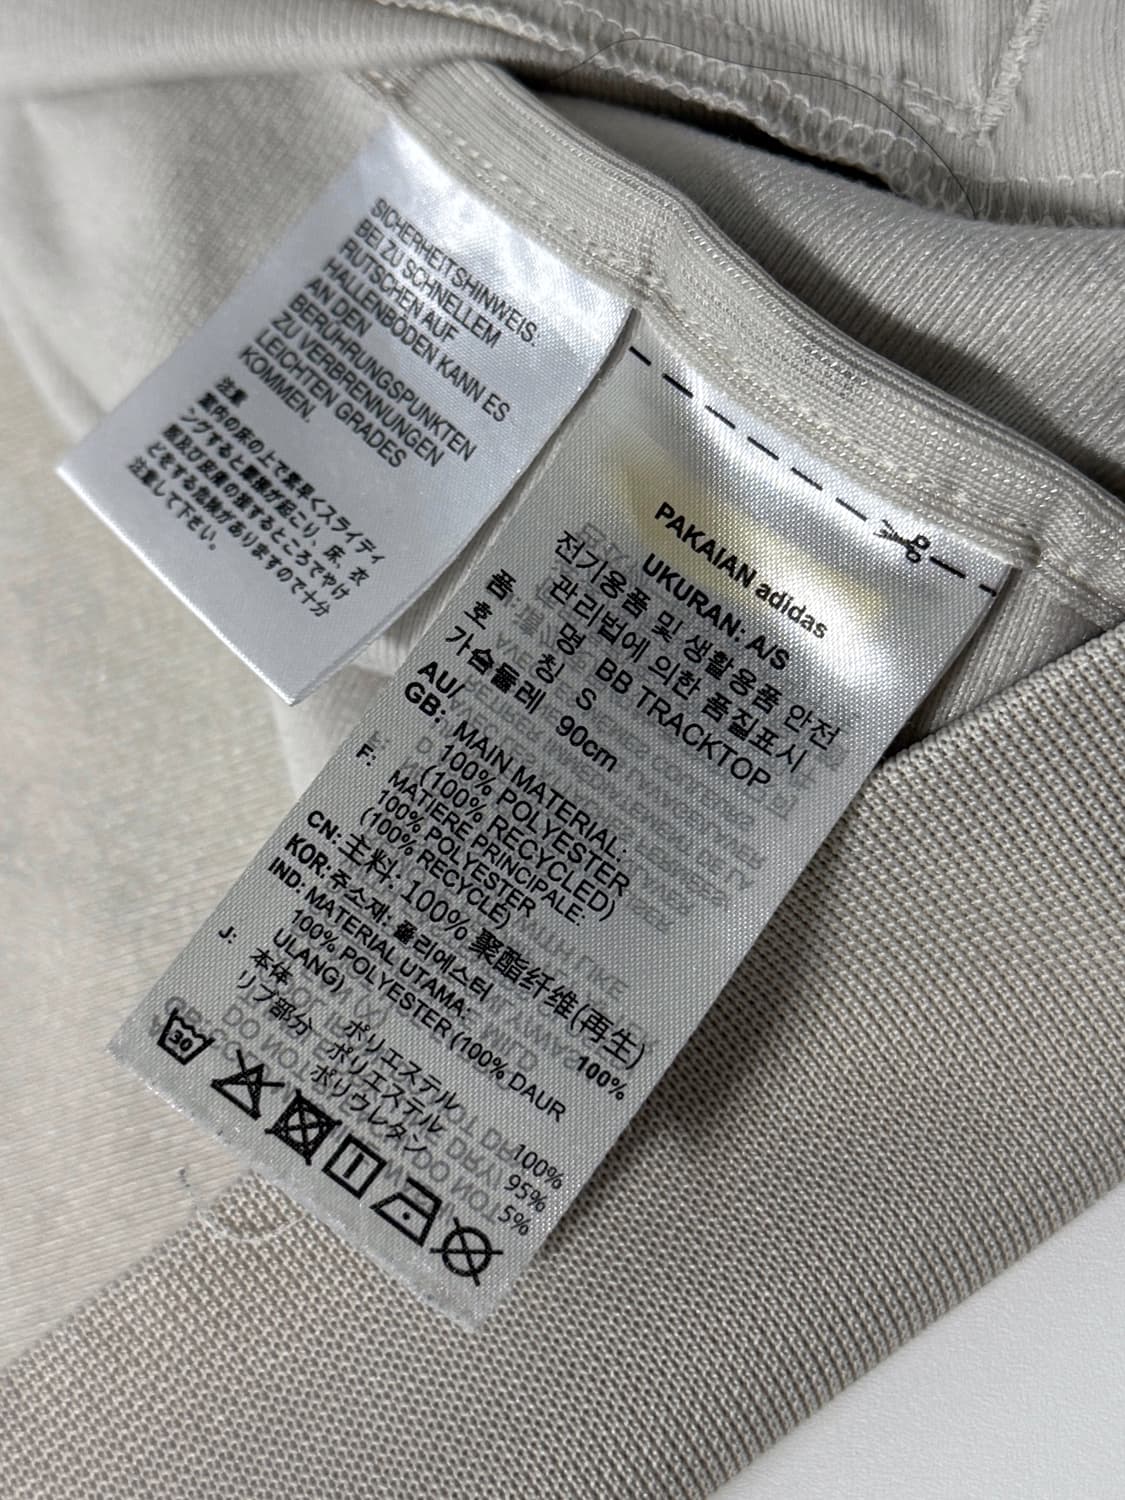 SICHERHEITSHINWEIS.
BEI ZU SCHNELLEM
RUTSCHEN AUF
HALLENBÖDEN KANN ES
AN DEN
BERÜHRUNGSPUNKTEN
ZU VERBRENNUNGEN
LEICHTEN GRADES
KOMMEN.
注意
室内の床の上で素早くスライディ
ングすると摩擦が起こり、床、衣
類及び皮膚の接するところでやけ
どをする危険がありますので十分
注意して下さい。
PAKAIAN adidas
UKURAN: A/S
전기용품 및 생활용품 안전
관리법에 의한 품질표시
품: 명 BB TRACKTOP
호 칭 S
가슴둘레 90cm
AU/
GB: MAIN MATERIAL:
100% POLYESTER
(100% RECYCLED)
F: MATIÈRE PRINCIPALE:
100% POLYESTER
(100% RECYCLÉ)
CN: 主料: 100% 聚酯纤维(再生)
KOR: 주소재: 폴리에스터 100%
IND: MATERIAL UTAMA:
100% POLYESTER (100% DAUR
ULANG)
J: 本体 ポリエステル 100%
リブ部分 ポリエステル 95%
ポリウレタン 5%
30